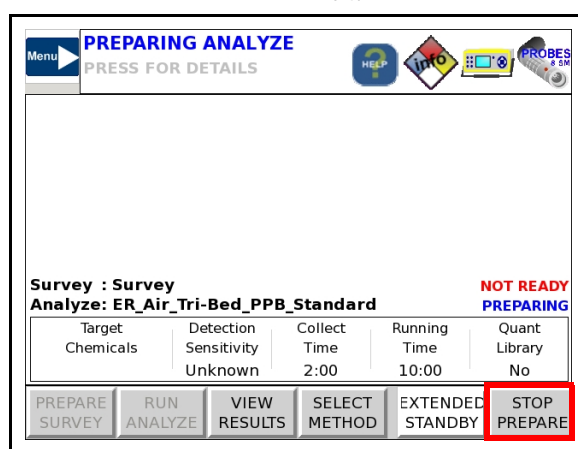 Menu
PREPARING ANALYZE
PRESS FOR DETAILS
HELP
info
PROBES
& SM
Survey : Survey
NOT READY
Analyze: ER_Air_Tri-Bed_PPB_Standard
PREPARING
Target Chemicals
Detection Sensitivity
Collect Time
Running Time
Quant Library
Unknown
2:00
10:00
No
PREPARE SURVEY
RUN ANALYZE
VIEW RESULTS
SELECT METHOD
EXTENDED STANDBY
STOP PREPARE